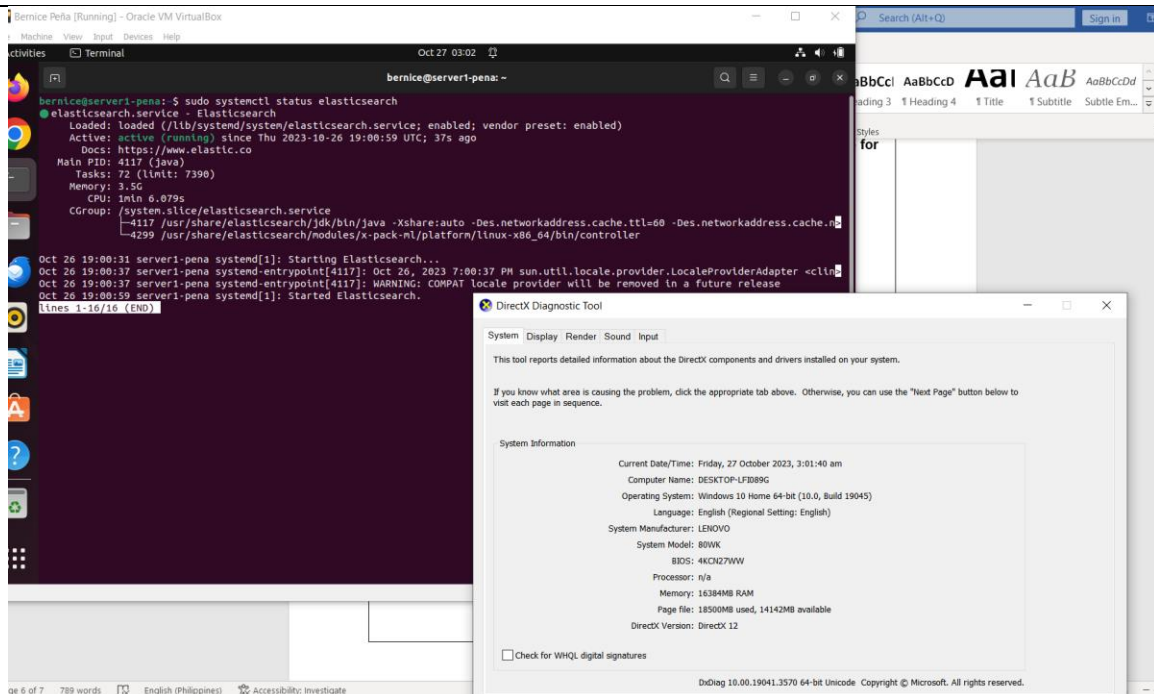 Bernice Peña [Running] - Oracle VM VirtualBox
Machine View Input Devices Help
Activities Terminal Oct 27 03:02
bernice@server1-pena: ~
bernice@server1-pena:~$ sudo systemctl status elasticsearch
elasticsearch.service - Elasticsearch
Loaded: loaded (/lib/systemd/system/elasticsearch.service; enabled; vendor preset: enabled)
Active: active (running) since Thu 2023-10-26 19:00:59 UTC; 37s ago
Docs: https://www.elastic.co
Main PID: 4117 (java)
Tasks: 72 (limit: 7390)
Memory: 3.5G
CPU: 1min 6.079s
CGroup: /system.slice/elasticsearch.service
├─4117 /usr/share/elasticsearch/jdk/bin/java -Xshare:auto -Des.networkaddress.cache.ttl=60 -Des.networkaddress.cache.n>
└─4299 /usr/share/elasticsearch/modules/x-pack-ml/platform/linux-x86_64/bin/controller
Oct 26 19:00:31 server1-pena systemd[1]: Starting Elasticsearch...
Oct 26 19:00:37 server1-pena systemd-entrypoint[4117]: Oct 26, 2023 7:00:37 PM sun.util.locale.provider.LocaleProviderAdapter <clin>
Oct 26 19:00:37 server1-pena systemd-entrypoint[4117]: WARNING: COMPAT locale provider will be removed in a future release
Oct 26 19:00:59 server1-pena systemd[1]: Started Elasticsearch.
lines 1-16/16 (END)
Search (Alt+Q) Sign in
aBbCcI AaBbCcD AaI AaB AaBbCcDd
eading 3 ¶ Heading 4 ¶ Title ¶ Subtitle Subtle Em...
Styles
for
DirectX Diagnostic Tool
System Display Render Sound Input
This tool reports detailed information about the DirectX components and drivers installed on your system.
If you know what area is causing the problem, click the appropriate tab above. Otherwise, you can use the "Next Page" button below to
visit each page in sequence.
System Information
Current Date/Time: Friday, 27 October 2023, 3:01:40 am
Computer Name: DESKTOP-LFI089G
Operating System: Windows 10 Home 64-bit (10.0, Build 19045)
Language: English (Regional Setting: English)
System Manufacturer: LENOVO
System Model: 80WK
BIOS: 4KCN27WW
Processor: n/a
Memory: 16384MB RAM
Page file: 18500MB used, 14142MB available
DirectX Version: DirectX 12
Check for WHQL digital signatures
DxDiag 10.00.19041.3570 64-bit Unicode Copyright © Microsoft. All rights reserved.
ge 6 of 7 789 words English (Philippines) Accessibility: Investigate